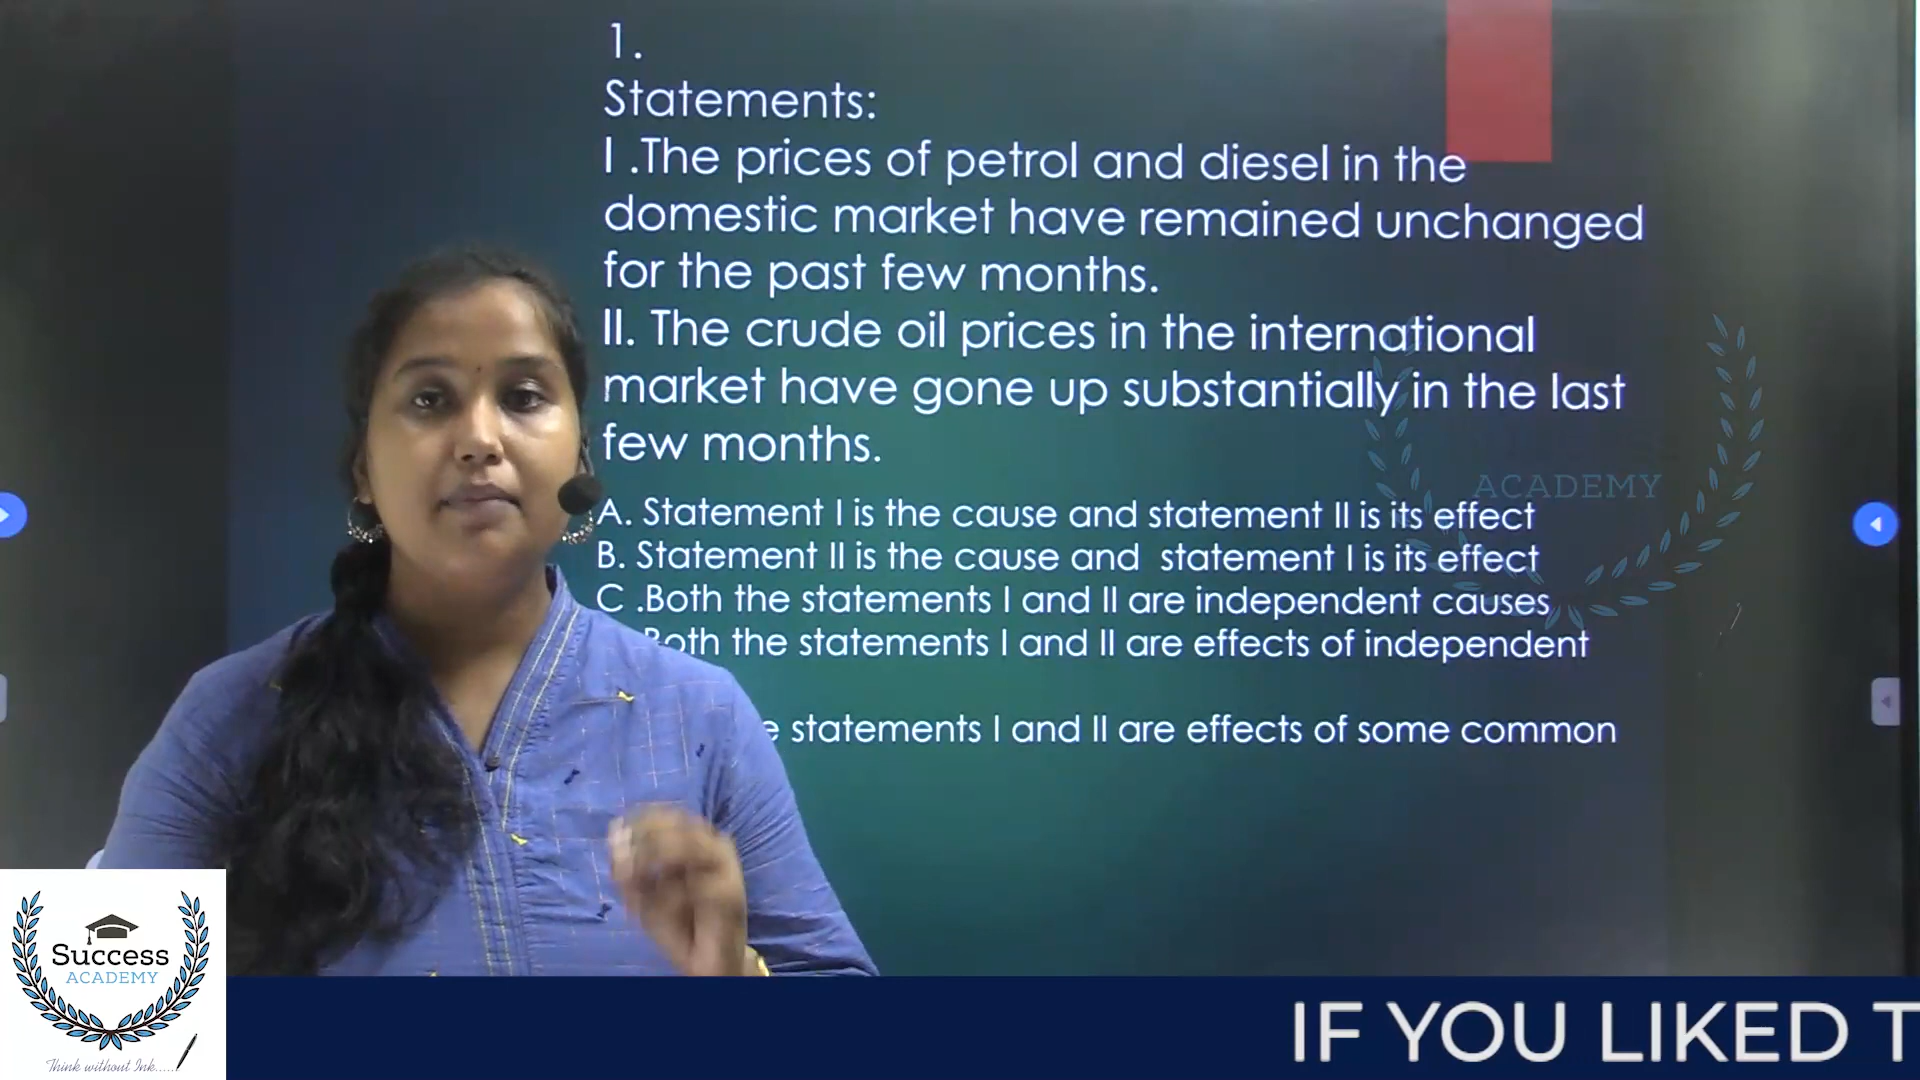 1.
Statements:
I .The prices of petrol and diesel in the
domestic market have remained unchanged
for the past few months.
II. The crude oil prices in the international
market have gone up substantially in the last
few months.
ACADEMY
A. Statement I is the cause and statement II is its effect
B. Statement II is the cause and statement I is its effect
C .Both the statements I and II are independent causes
Both the statements I and II are effects of independent
statements I and II are effects of some common
Success
ACADEMY
Think without Ink.....
IF YOU LIKED T